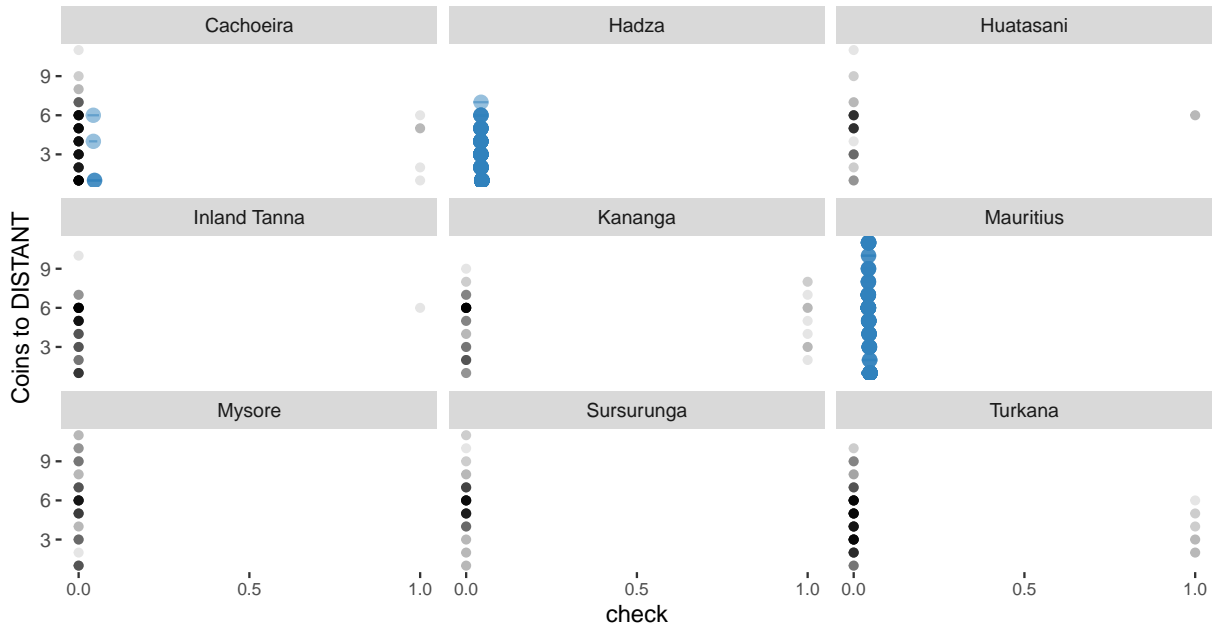 Cachoeira Hadza Huatasani
9
6
3
Inland Tanna Kananga Mauritius
9
6
3
Coins to DISTANT
Mysore Sursurunga Turkana
9
6
3
0.0 0.5 1.0 0.0 0.5 1.0 0.0 0.5 1.0
check